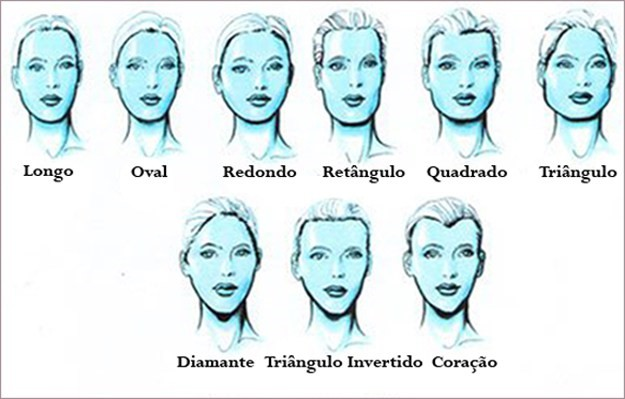 Longo Oval Redondo Retângulo Quadrado Triângulo
Diamante Triângulo Invertido Coração